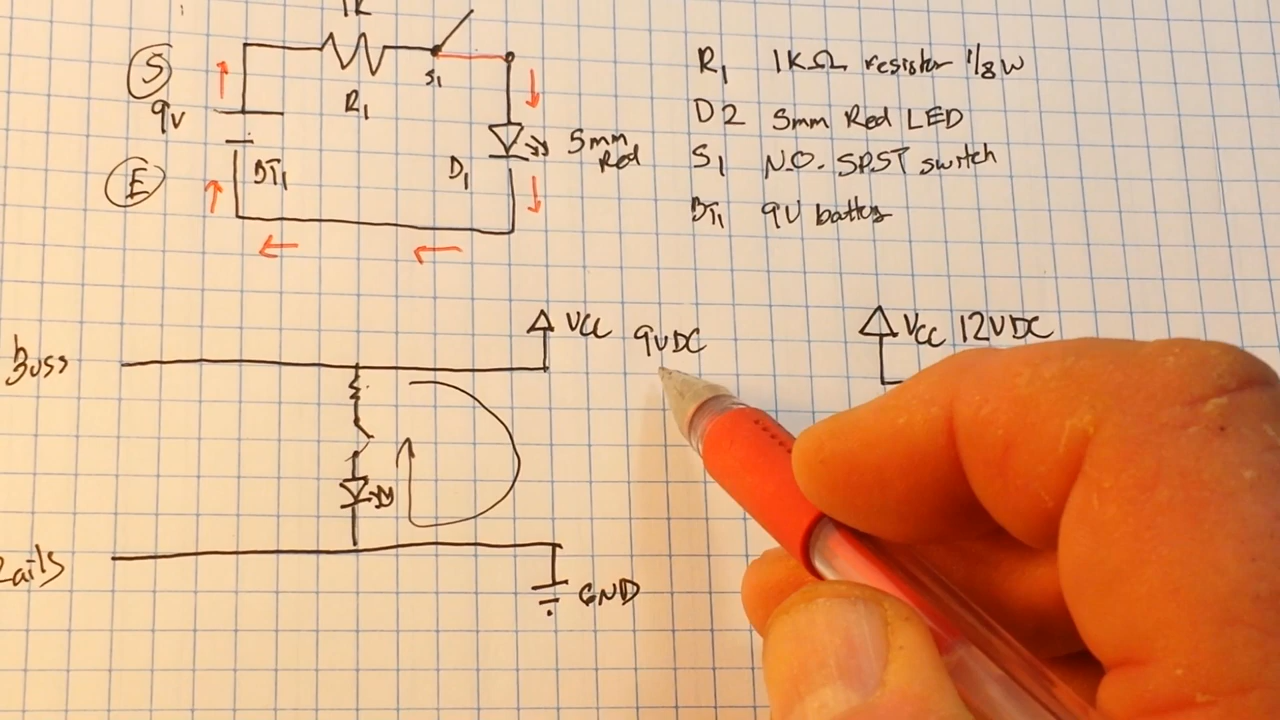 1K
S
9V
R1
S1
E
BT1
D1
5mm
Red
R1 1KΩ resistor 1/8W
D2 5mm Red LED
S1 N.O. SPST switch
BT1 9V battery
Buss
VCC 9VDC
VCC 12VDC
Rails
GND